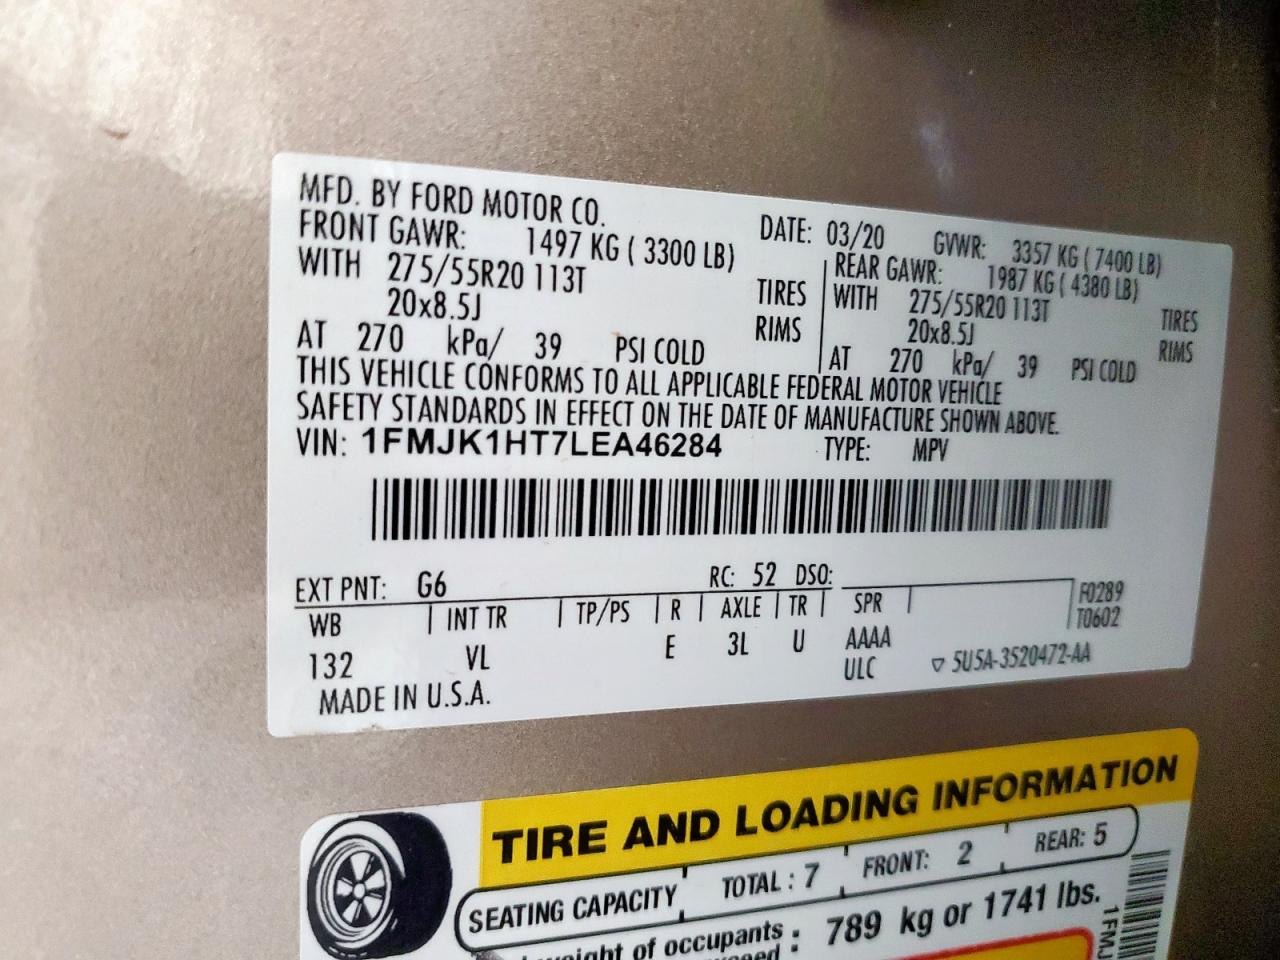 MFD. BY FORD MOTOR CO.
DATE: 03/20 GVWR: 3357 KG ( 7400 LB)
FRONT GAWR: 1497 KG ( 3300 LB)
WITH 275/55R20 113T TIRES
20x8.5J RIMS
AT 270 kPa/ 39 PSI COLD
REAR GAWR: 1987 KG ( 4380 LB)
WITH 275/55R20 113T TIRES
20x8.5J RIMS
AT 270 kPa/ 39 PSI COLD
THIS VEHICLE CONFORMS TO ALL APPLICABLE FEDERAL MOTOR VEHICLE
SAFETY STANDARDS IN EFFECT ON THE DATE OF MANUFACTURE SHOWN ABOVE.
VIN: 1FMJK1HT7LEA46284 TYPE: MPV
EXT PNT: G6 RC: 52 DSO:
WB INT TR TP/PS R AXLE TR SPR F0289
T0602
132 VL E 3L U AAAA
ULC ▽ 5U5A-3520472-AA
MADE IN U.S.A.
TIRE AND LOADING INFORMATION
SEATING CAPACITY TOTAL : 7 FRONT: 2 REAR: 5
weight of occupants : 789 kg or 1741 lbs.
1FMJ